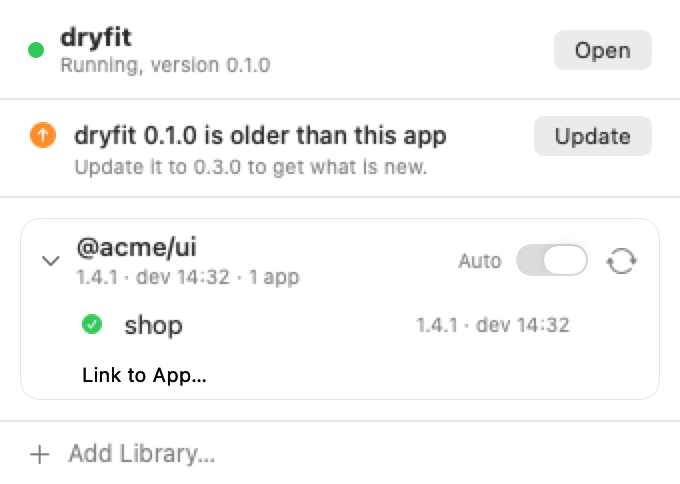 dryfit
Running, version 0.1.0
Open
dryfit 0.1.0 is older than this app
Update it to 0.3.0 to get what is new.
Update
@acme/ui
1.4.1 · dev 14:32 · 1 app
Auto
shop
1.4.1 · dev 14:32
Link to App...
Add Library...